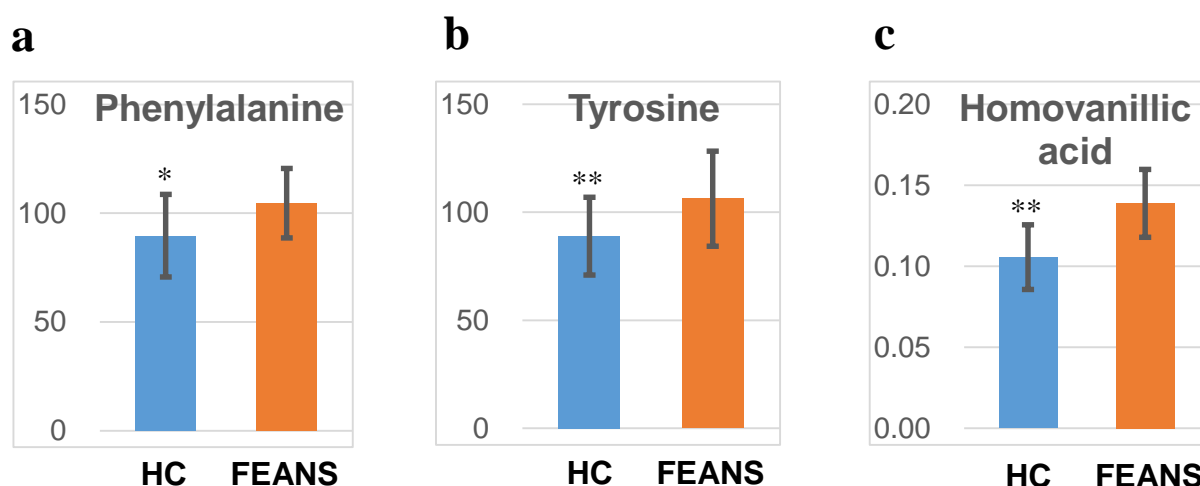 a
Phenylalanine
150
100
50
0
*
HC FEANS
b
Tyrosine
150
100
50
0
**
HC FEANS
c
Homovanillic
acid
0.20
0.15
0.10
0.05
0.00
**
HC FEANS